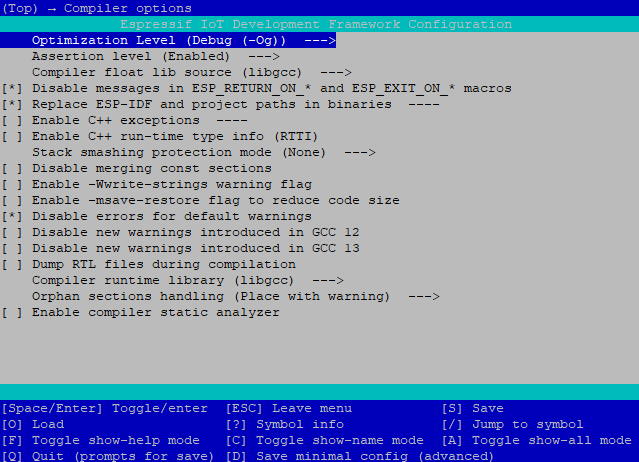 (Top) → Compiler options
Espressif IoT Development Framework Configuration
Optimization Level (Debug (-Og))  --->
Assertion level (Enabled)  --->
Compiler float lib source (libgcc)  --->
[*] Disable messages in ESP_RETURN_ON_* and ESP_EXIT_ON_* macros
[*] Replace ESP-IDF and project paths in binaries  ----
[ ] Enable C++ exceptions  ----
[ ] Enable C++ run-time type info (RTTI)
Stack smashing protection mode (None)  --->
[ ] Disable merging const sections
[ ] Enable -Wwrite-strings warning flag
[ ] Enable -msave-restore flag to reduce code size
[*] Disable errors for default warnings
[ ] Disable new warnings introduced in GCC 12
[ ] Disable new warnings introduced in GCC 13
[ ] Dump RTL files during compilation
Compiler runtime library (libgcc)  --->
Orphan sections handling (Place with warning)  --->
[ ] Enable compiler static analyzer
[Space/Enter] Toggle/enter  [ESC] Leave menu  [S] Save
[O] Load  [?] Symbol info  [/] Jump to symbol
[F] Toggle show-help mode  [C] Toggle show-name mode  [A] Toggle show-all mode
[Q] Quit (prompts for save)  [D] Save minimal config (advanced)